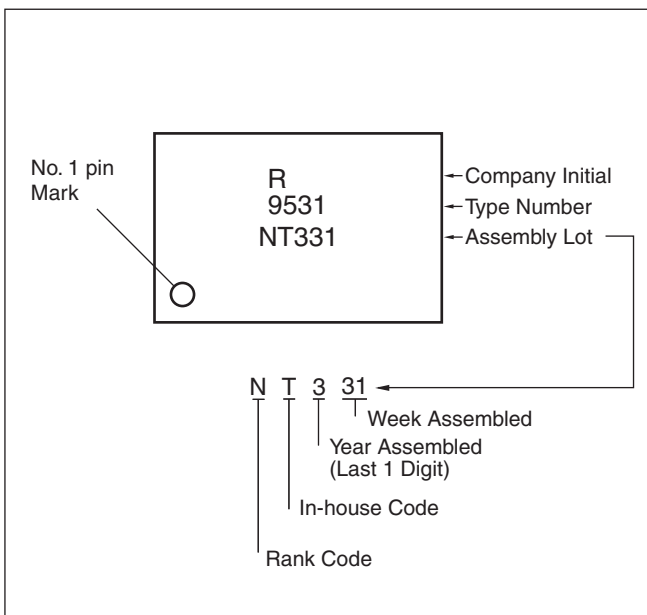 No. 1 pin
Mark
R
9531
NT331
Company Initial
Type Number
Assembly Lot
N T 3 31
Week Assembled
Year Assembled
(Last 1 Digit)
In-house Code
Rank Code